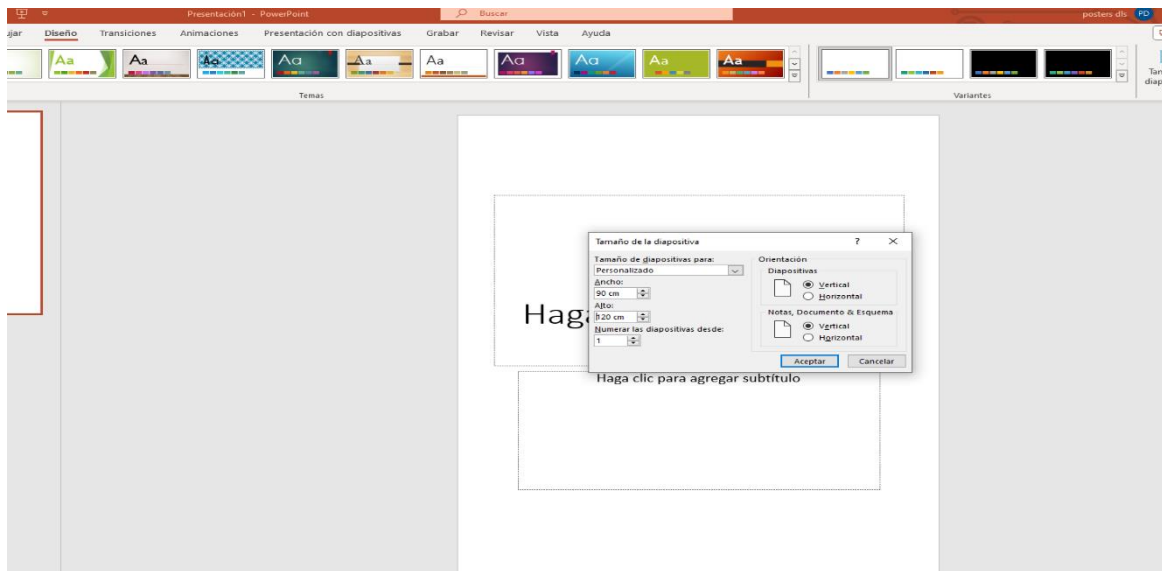 Presentación1 - PowerPoint
Buscar
posters dls
PD
ujar Diseño Transiciones Animaciones Presentación con diapositivas Grabar Revisar Vista Ayuda
Aa Aa Aa Aa Aa Aa Aa Aa Aa Aa
Tan
diap
Temas
Variantes
Tamaño de la diapositiva
?
Tamaño de diapositivas para:
Personalizado
Ancho:
90 cm
Alto:
120 cm
Numerar las diapositivas desde:
1
Orientación
Diapositivas
Vertical
Horizontal
Notas, Documento & Esquema
Vertical
Horizontal
Aceptar Cancelar
Haga
Haga clic para agregar subtítulo